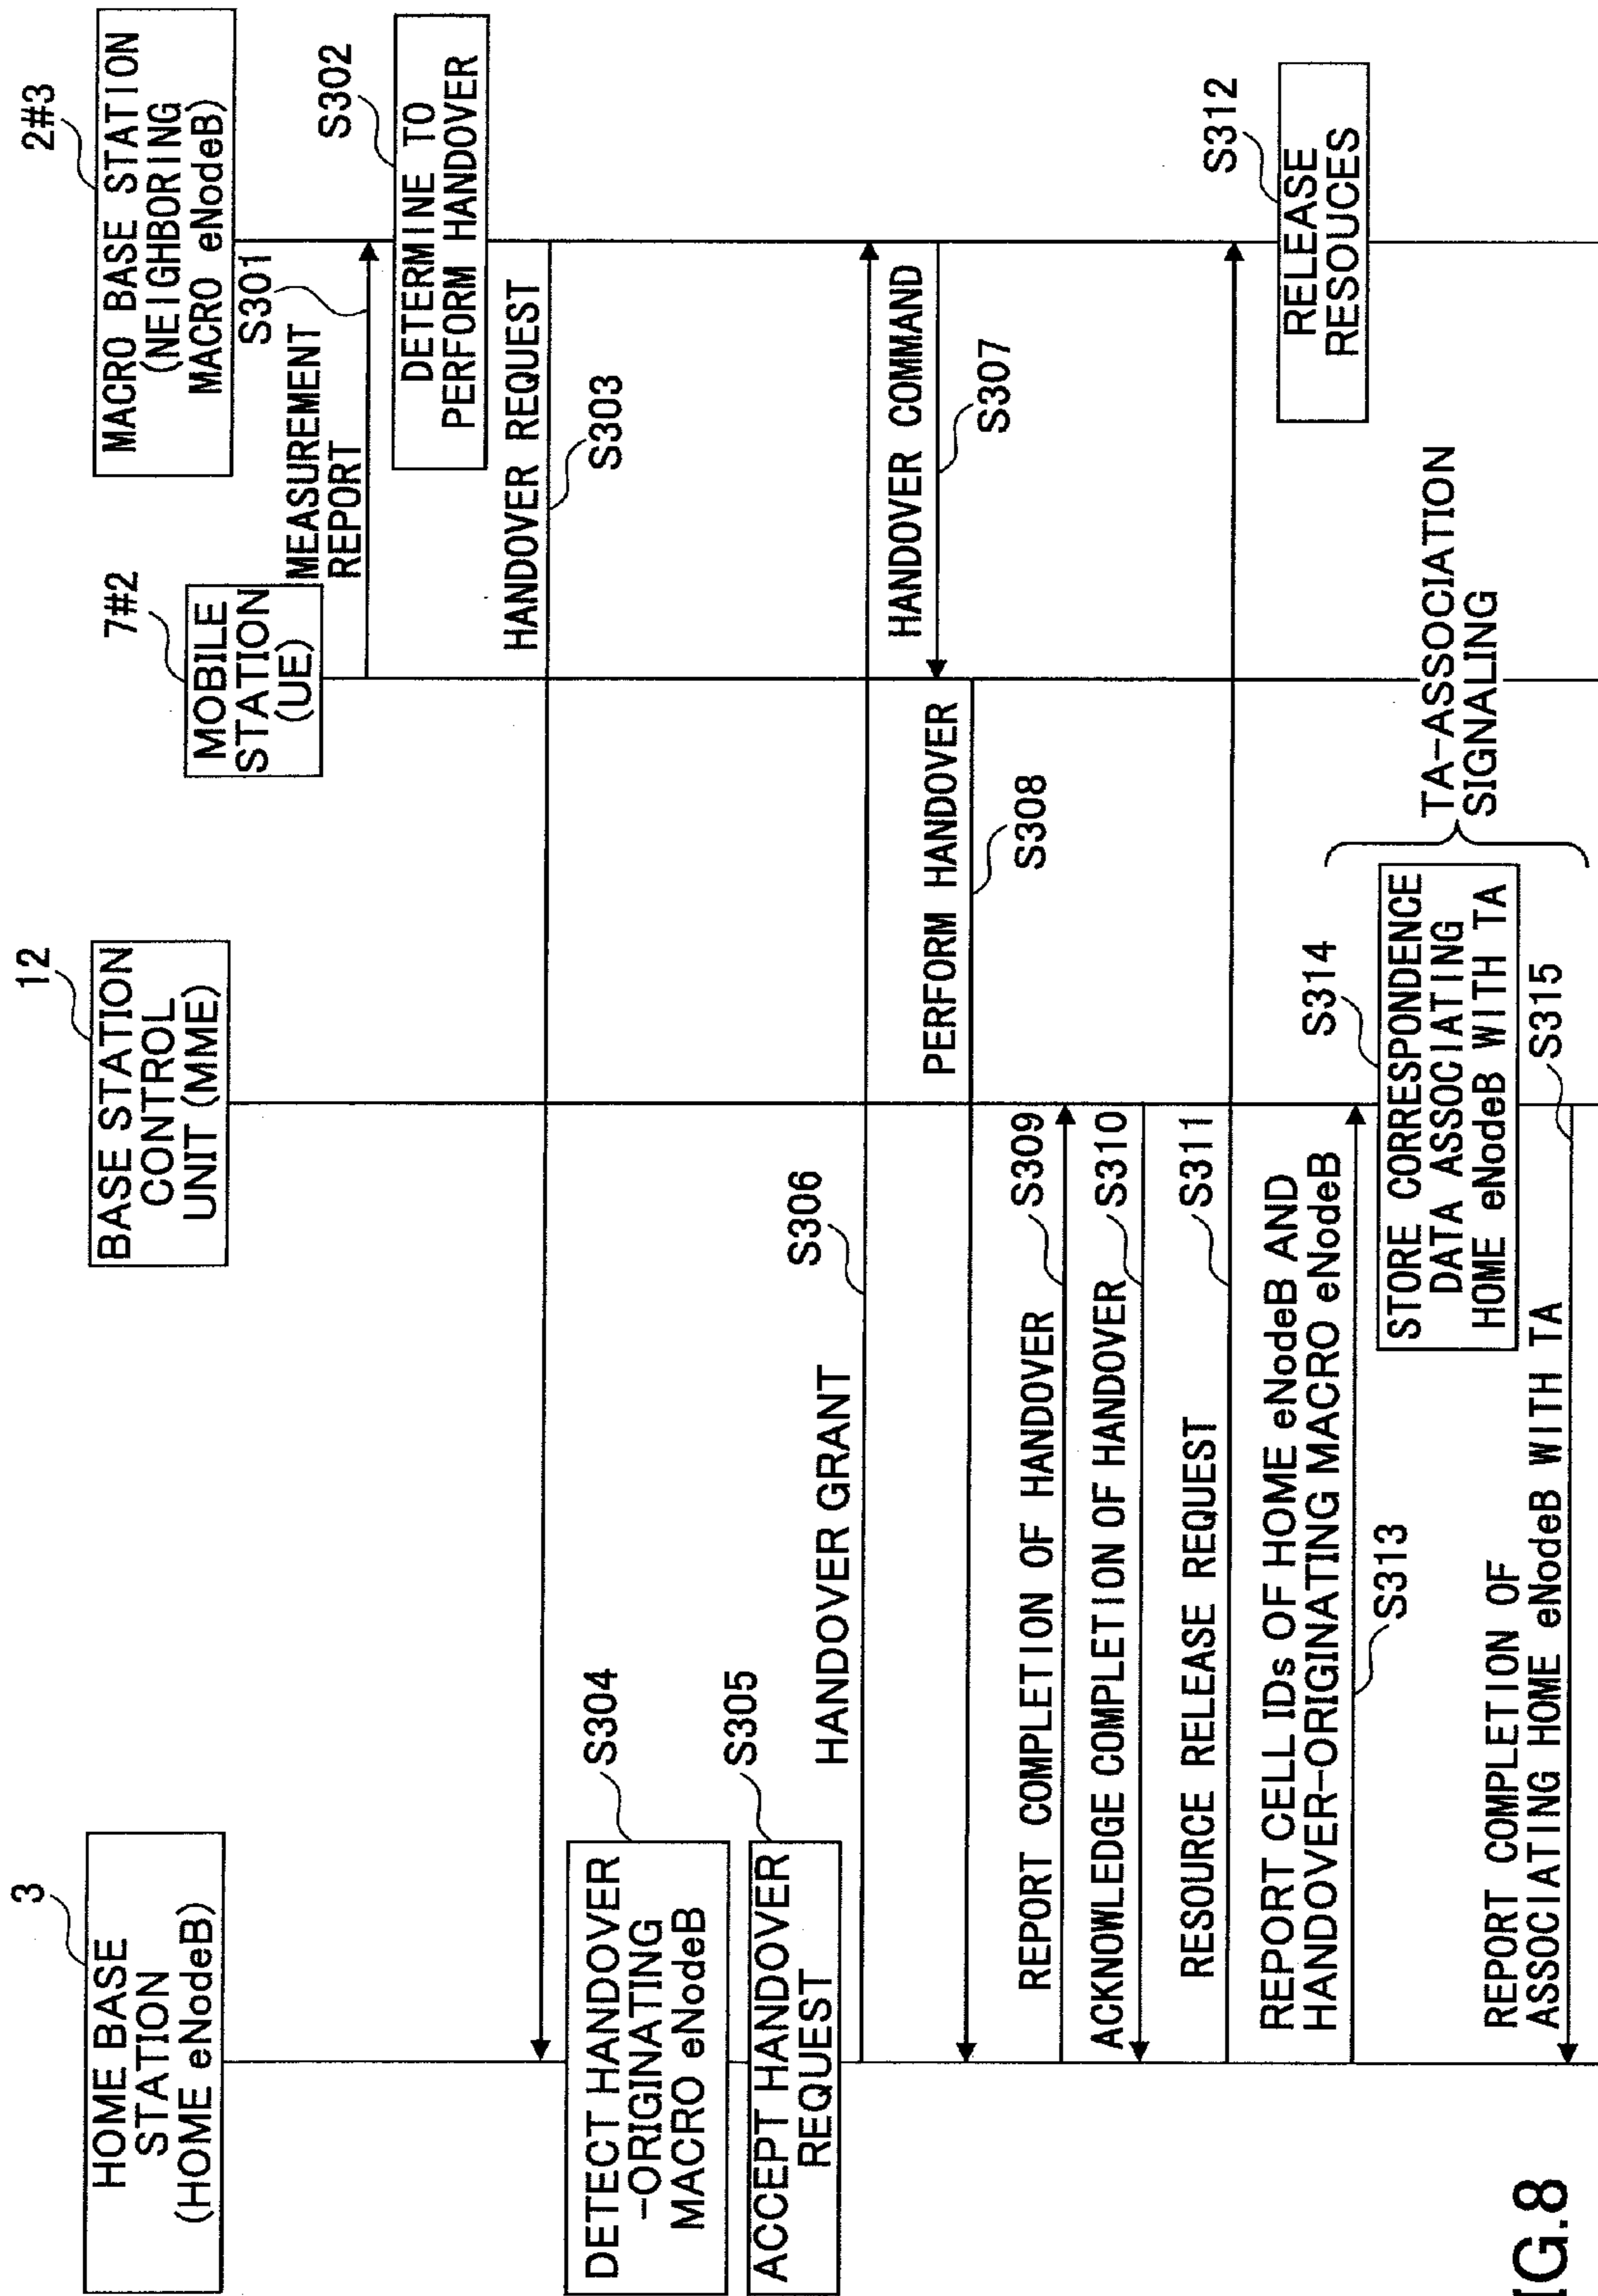 3
HOME BASE
STATION
(HOME eNodeB)
12
BASE STATION
CONTROL
UNIT (MME)
7#2
MOBILE
STATION
(UE)
2#3
MACRO BASE STATION
(NEIGHBORING
MACRO eNodeB)
S301
MEASUREMENT
REPORT
S302
DETERMINE TO
PERFORM HANDOVER
HANDOVER REQUEST
S303
DETECT HANDOVER
-ORIGINATING
MACRO eNodeB
S304
ACCEPT HANDOVER
REQUEST
S305
HANDOVER GRANT
S306
HANDOVER COMMAND
S307
PERFORM HANDOVER
S308
REPORT COMPLETION OF HANDOVER
S309
ACKNOWLEDGE COMPLETION OF HANDOVER
S310
RESOURCE RELEASE REQUEST
S311
S312
RELEASE
RESOUCES
REPORT CELL IDs OF HOME eNodeB AND
HANDOVER-ORIGINATING MACRO eNodeB
S313
S314
STORE CORRESPONDENCE
DATA ASSOCIATING
HOME eNodeB WITH TA
TA-ASSOCIATION
SIGNALING
S315
REPORT COMPLETION OF
ASSOCIATING HOME eNodeB WITH TA
IG.8